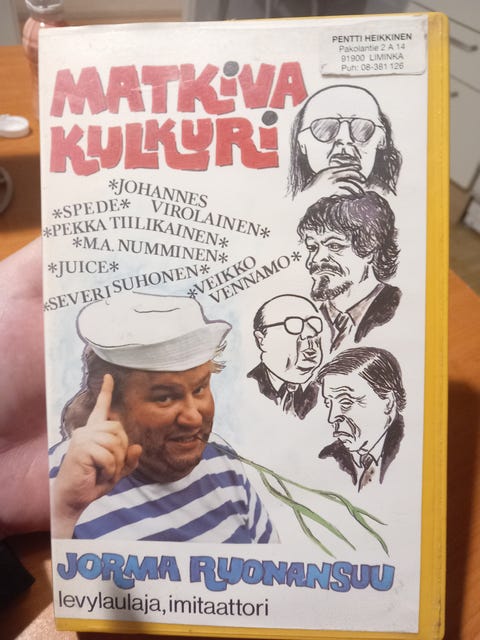 PENTTI HEIKKINEN
Pakolantie 2 A 14
91900 LIMINKA
Puh: 08-381 126
MATKIVA
KULKURI
*JOHANNES
VIROLAINEN*
*SPEDE*
*PEKKA TIILIKAINEN*
*M.A. NUMMINEN*
*JUICE*
*SEVERI SUHONEN*
*VEIKKO
VENNAMO*
JORMA RUONANSUU
levylaulaja, imitaattori